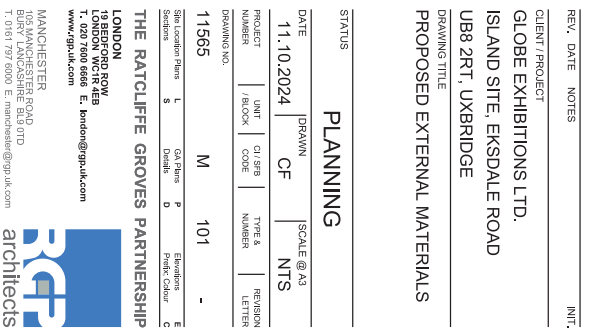 REV. DATE NOTES INIT.
CLIENT / PROJECT
GLOBE EXHIBITIONS LTD.
ISLAND SITE, EKSDALE ROAD
UB8 2RT, UXBRIDGE
DRAWING TITLE
PROPOSED EXTERNAL MATERIALS
STATUS
PLANNING
DATE DRAWN SCALE @ A3
11.10.2024 CF NTS
PROJECT UNIT CI / SFB TYPE & REVISION
NUMBER / BLOCK CODE NUMBER LETTER
DRAWING NO.
11565 M 101 -
Site Location Plans L GA Plans P Elevations E
Sections S Details D Prefix: Colour C
THE RATCLIFFE GROVES PARTNERSHIP
LONDON
19 BEDFORD ROW
LONDON WC1R 4EB
T. 020 7600 6666 E. london@rgp.uk.com
www.rgp.uk.com
MANCHESTER
105 MANCHESTER ROAD
BURY LANCASHIRE BL9 0TD
T. 0161 797 6000 E. manchester@rgp.uk.com
RGP
architects